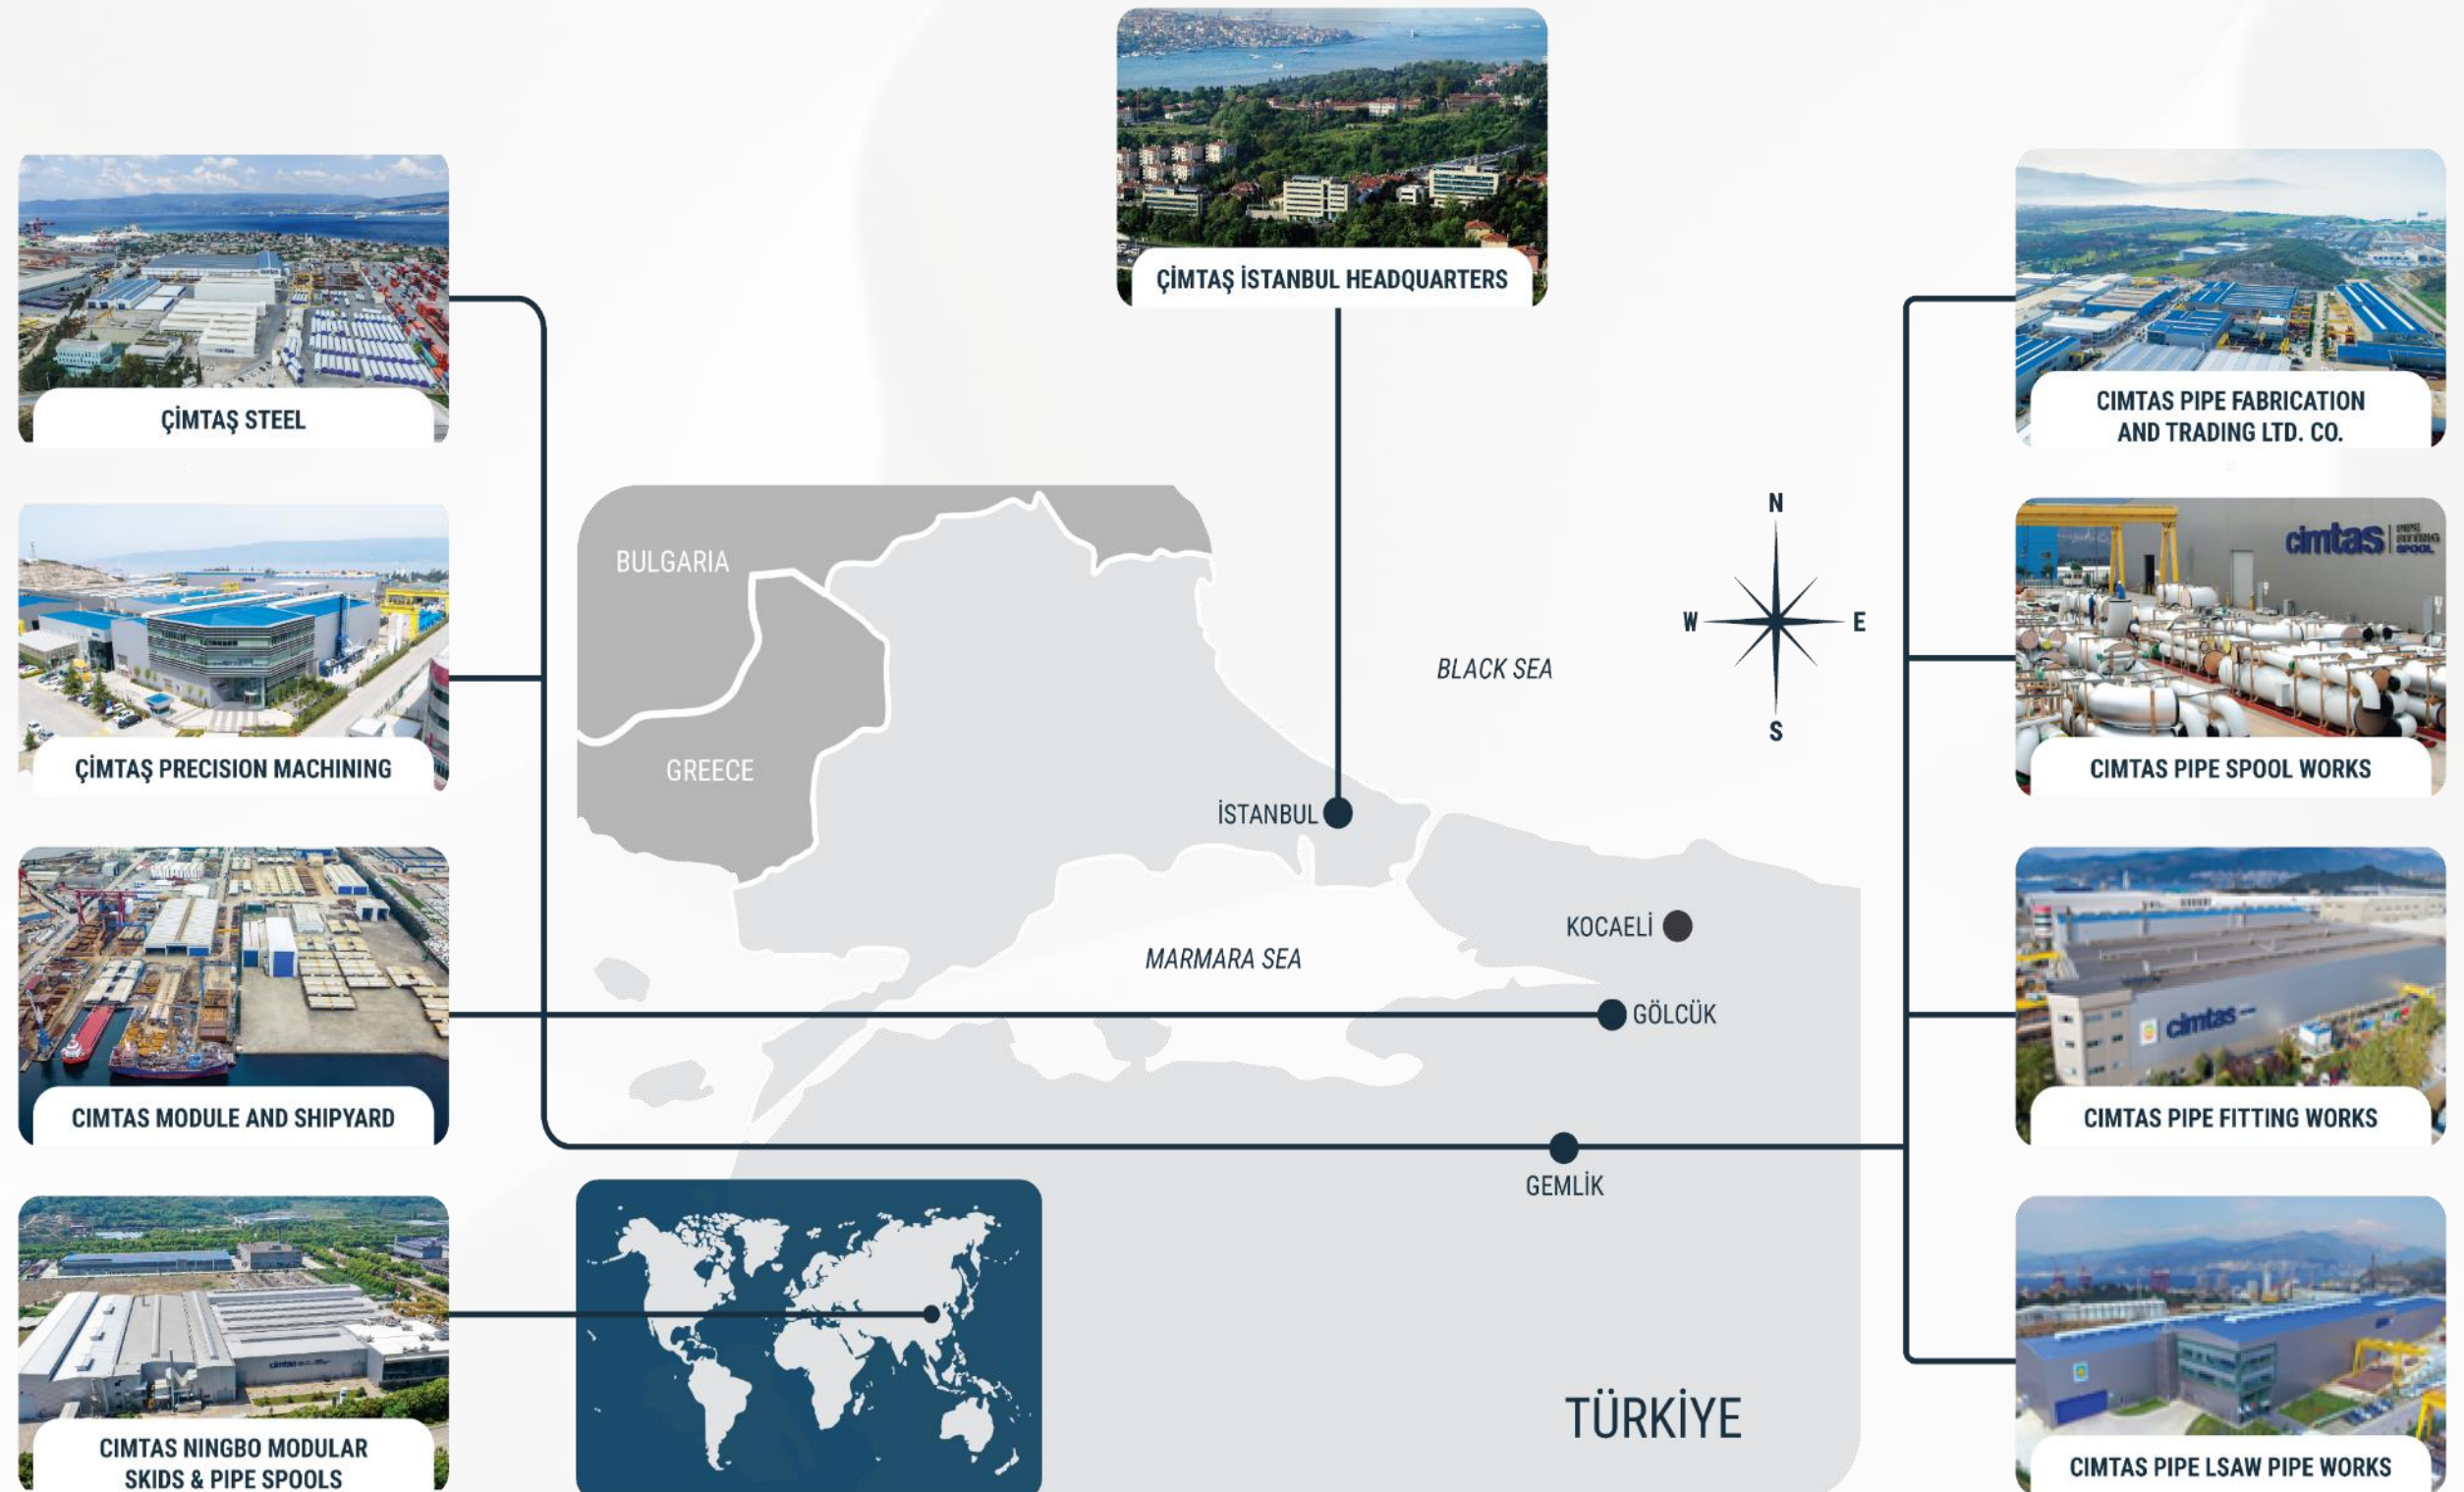 ÇİMTAŞ İSTANBUL HEADQUARTERS
ÇİMTAŞ STEEL
ÇİMTAŞ PRECISION MACHINING
CIMTAS MODULE AND SHIPYARD
CIMTAS NINGBO MODULAR
SKIDS & PIPE SPOOLS
BULGARIA
GREECE
BLACK SEA
İSTANBUL
MARMARA SEA
KOCAELİ
GÖLCÜK
GEMLİK
TÜRKİYE
N
W
E
S
CIMTAS PIPE FABRICATION
AND TRADING LTD. CO.
cimtas
CIMTAS PIPE SPOOL WORKS
cimtas
CIMTAS PIPE FITTING WORKS
CIMTAS PIPE LSAW PIPE WORKS